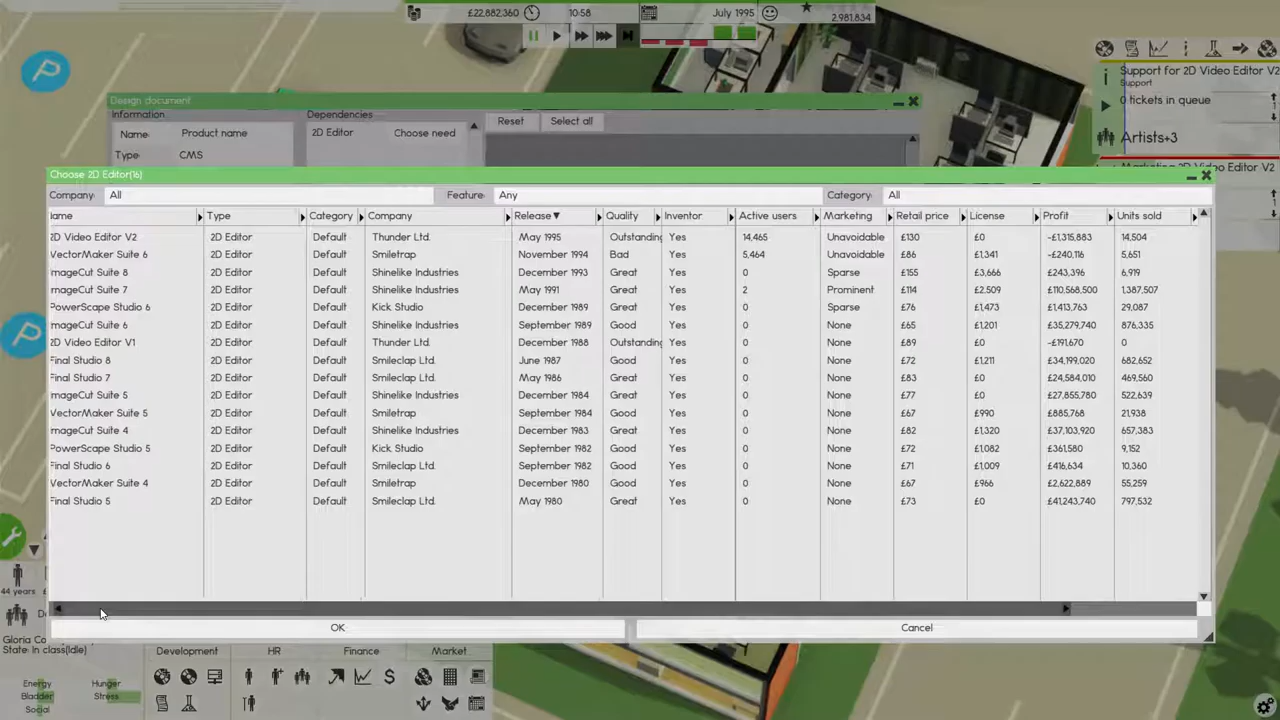 £22,882,360 10:58 July 1995 2,981,834
Support for 2D Video Editor V2
Support
0 tickets in queue
Artists+3
Marketing 2D Video Editor V2
Design document
Information Dependencies Reset Select all
Name: Product name 2D Editor Choose need
Type: CMS
Choose 2D Editor(16)
Company: All Feature: Any Category: All
Name Type Category Company Release▼ Quality Inventor Active users Marketing Retail price License Profit Units sold
2D Video Editor V2 2D Editor Default Thunder Ltd. May 1995 Outstanding Yes 14,465 Unavoidable £130 £0 -£1,315,883 14,504
VectorMaker Suite 6 2D Editor Default Smiletrap November 1994 Bad Yes 5,464 Unavoidable £86 £1,341 -£240,116 5,651
ImageCut Suite 8 2D Editor Default Shinelike Industries December 1993 Great Yes 0 Sparse £155 £3,666 £243,396 6,919
ImageCut Suite 7 2D Editor Default Shinelike Industries May 1991 Great Yes 2 Prominent £114 £2,509 £110,568,500 1,387,507
PowerScape Studio 6 2D Editor Default Kick Studio December 1989 Great Yes 0 Sparse £76 £1,473 £1,413,763 29,087
ImageCut Suite 6 2D Editor Default Shinelike Industries September 1989 Good Yes 0 None £65 £1,201 £35,279,740 876,335
2D Video Editor V1 2D Editor Default Thunder Ltd. December 1988 Outstanding Yes 0 None £89 £0 -£191,670 0
Final Studio 8 2D Editor Default Smileclap Ltd. June 1987 Good Yes 0 None £72 £1,211 £34,199,020 682,652
Final Studio 7 2D Editor Default Smileclap Ltd. May 1986 Great Yes 0 None £83 £0 £24,584,010 469,560
ImageCut Suite 5 2D Editor Default Shinelike Industries December 1984 Great Yes 0 None £77 £0 £27,855,780 522,639
VectorMaker Suite 5 2D Editor Default Smiletrap September 1984 Good Yes 0 None £67 £990 £885,768 21,938
ImageCut Suite 4 2D Editor Default Shinelike Industries December 1983 Great Yes 0 None £82 £1,320 £37,103,920 657,383
PowerScape Studio 5 2D Editor Default Kick Studio September 1982 Good Yes 0 None £72 £1,082 £361,580 9,152
Final Studio 6 2D Editor Default Smileclap Ltd. September 1982 Good Yes 0 None £71 £1,009 £416,634 10,360
VectorMaker Suite 4 2D Editor Default Smiletrap December 1980 Good Yes 0 None £67 £966 £2,622,889 55,259
Final Studio 5 2D Editor Default Smileclap Ltd. May 1980 Great Yes 0 None £73 £0 £41,243,740 797,532
OK Cancel
44 years
Gloria Co
State: In class(Idle)
Energy Hunger
Bladder Stress
Social
Development HR Finance Market